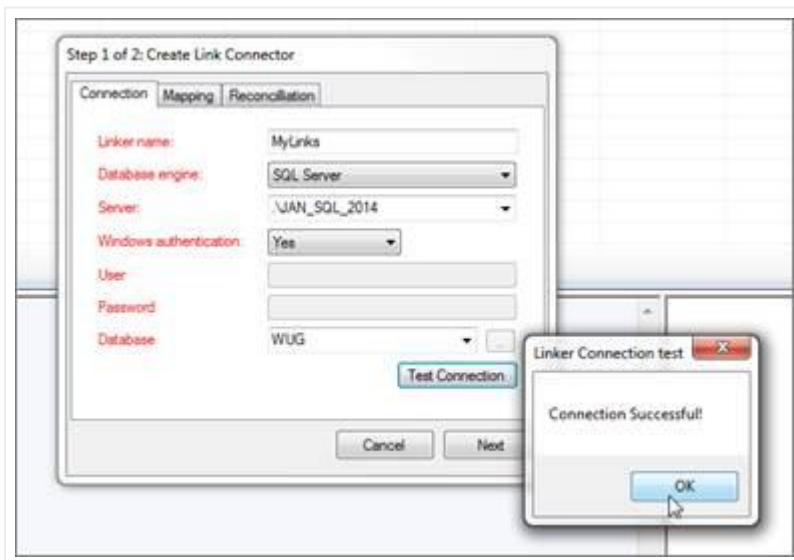 Step 1 of 2: Create Link Connector
Connection Mapping Reconcilliation
Linker name: MyLinks
Database engine: SQL Server
Server: .\JAN_SQL_2014
Windows authentication: Yes
User
Password
Database WUG ...
Test Connection
Cancel Next
Linker Connection test
Connection Successful!
OK